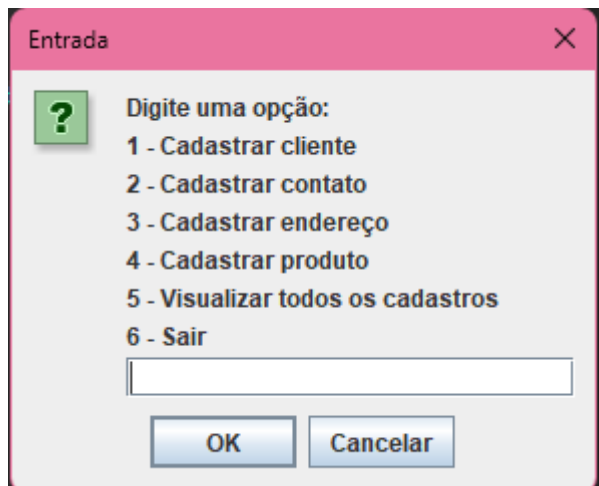 Entrada
?
Digite uma opção:
1 - Cadastrar cliente
2 - Cadastrar contato
3 - Cadastrar endereço
4 - Cadastrar produto
5 - Visualizar todos os cadastros
6 - Sair
OK Cancelar